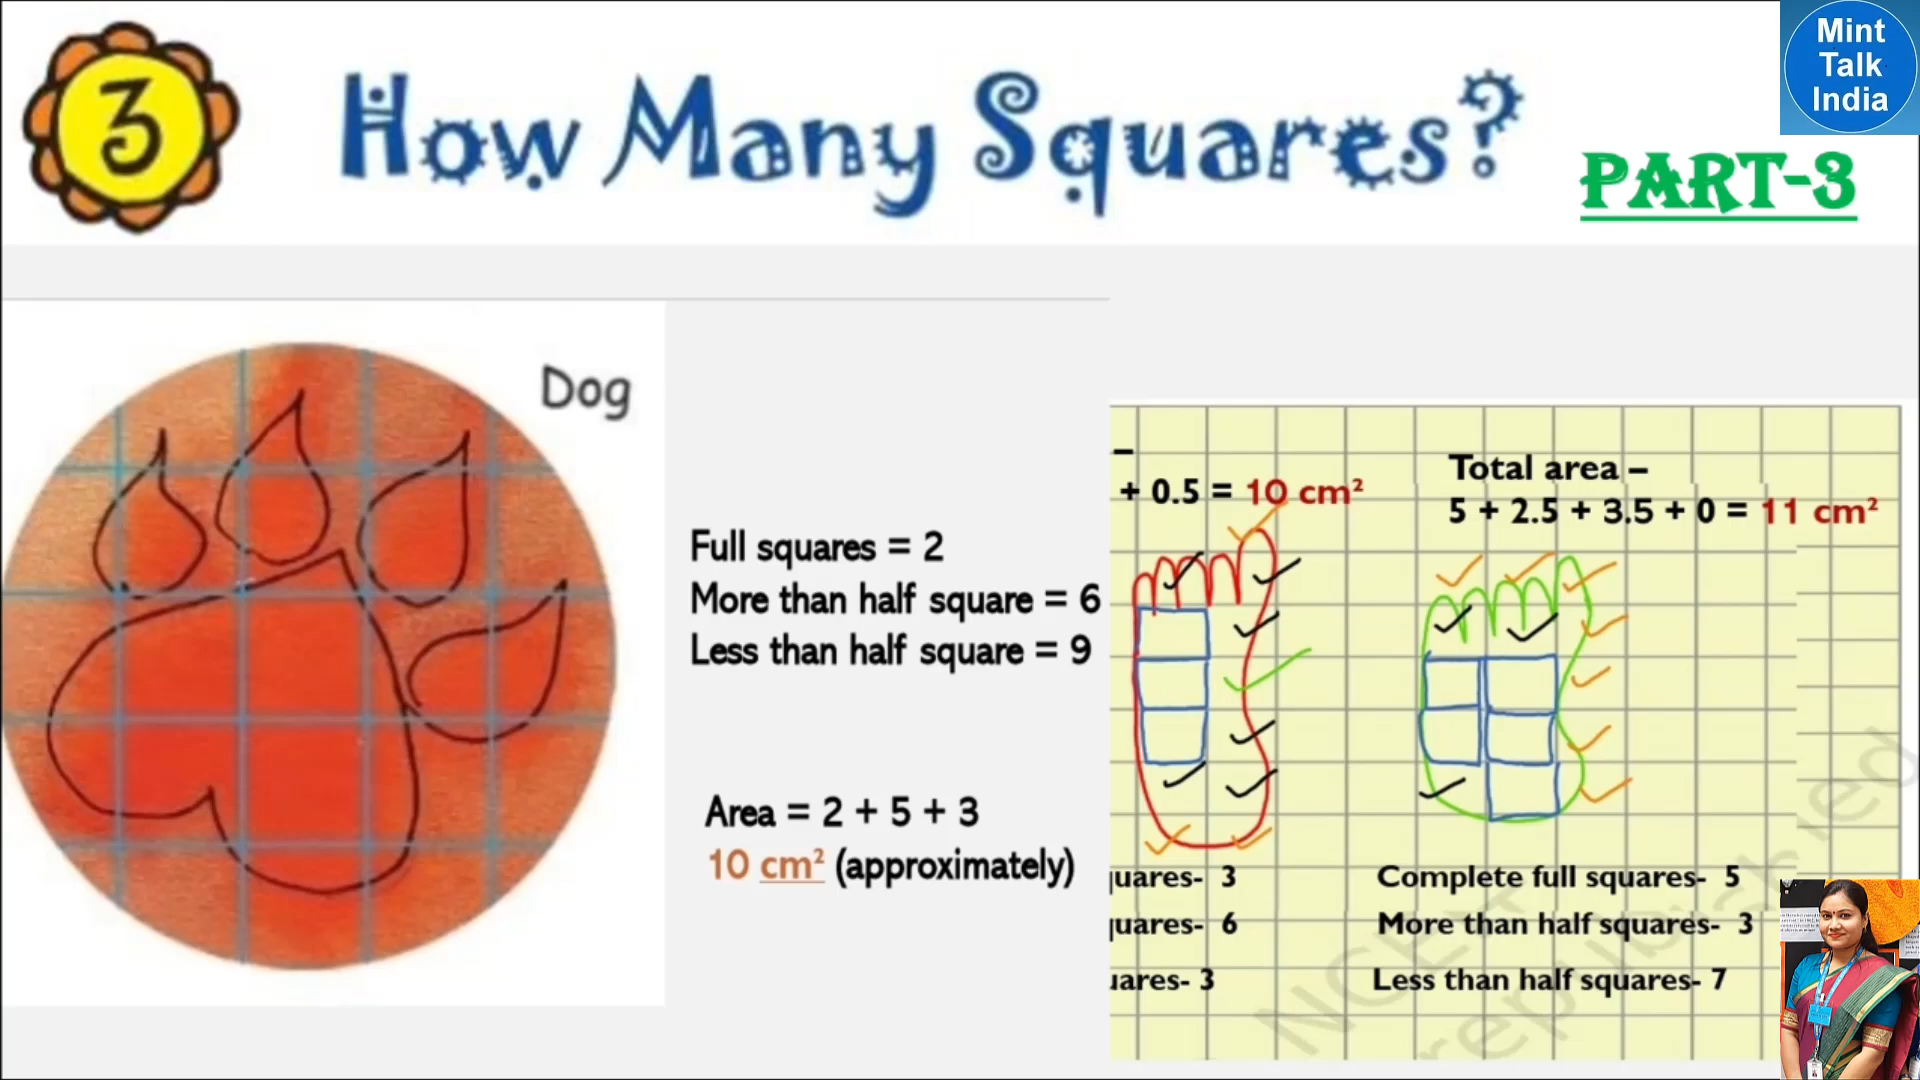 3
How Many Squares?
Mint
Talk
India
PART-3
Dog
Full squares = 2
More than half square = 6
Less than half square = 9
Area = 2 + 5 + 3
10 cm² (approximately)
–
+ 0.5 = 10 cm²
Total area –
5 + 2.5 + 3.5 + 0 = 11 cm²
uares- 3
uares- 6
uares- 3
Complete full squares- 5
More than half squares- 3
Less than half squares- 7